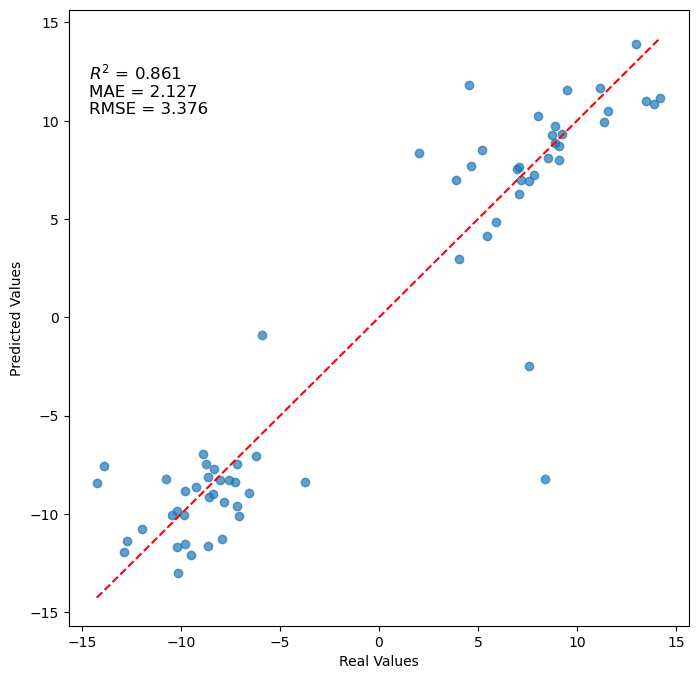 15
10
5
0
−5
−10
−15
Predicted Values
R² = 0.861
MAE = 2.127
RMSE = 3.376
−15
−10
−5
0
5
10
15
Real Values